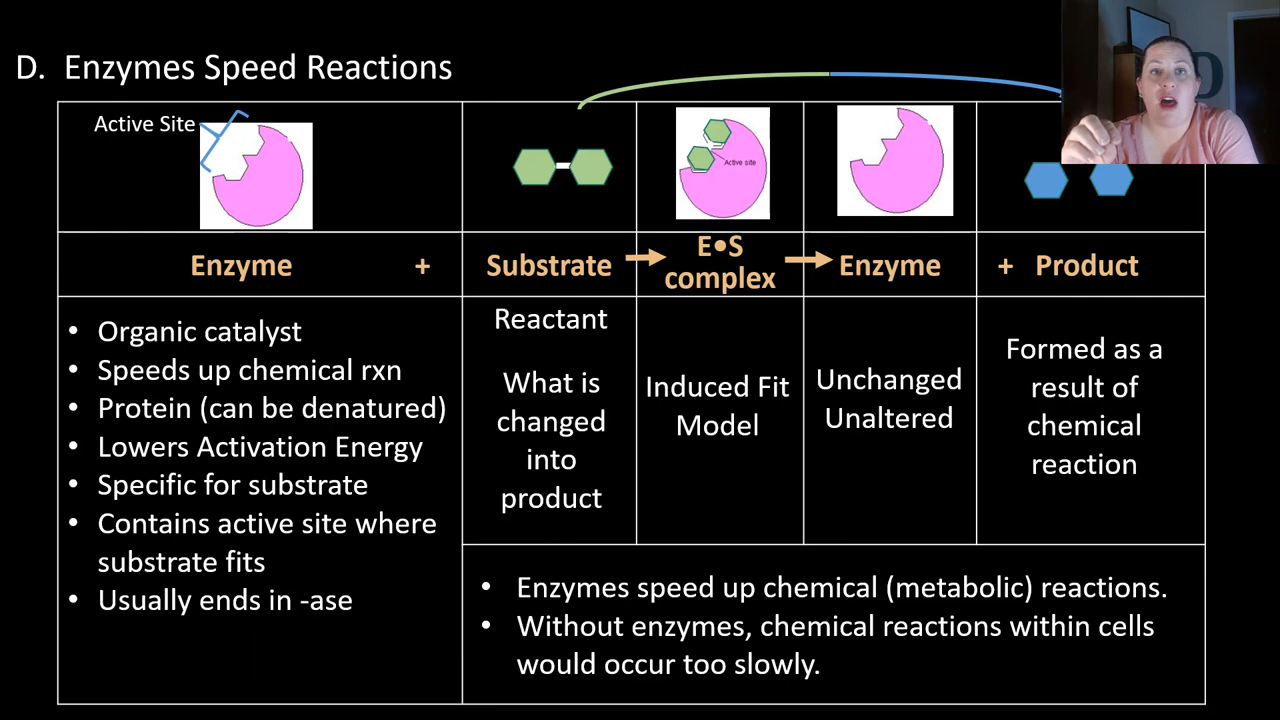 D. Enzymes Speed Reactions
Active Site
Active site
Enzyme +
Substrate
E•S
complex
Enzyme
+ Product
• Organic catalyst
• Speeds up chemical rxn
• Protein (can be denatured)
• Lowers Activation Energy
• Specific for substrate
• Contains active site where
substrate fits
• Usually ends in -ase
Reactant
What is
changed
into
product
Induced Fit
Model
Unchanged
Unaltered
Formed as a
result of
chemical
reaction
• Enzymes speed up chemical (metabolic) reactions.
• Without enzymes, chemical reactions within cells
would occur too slowly.